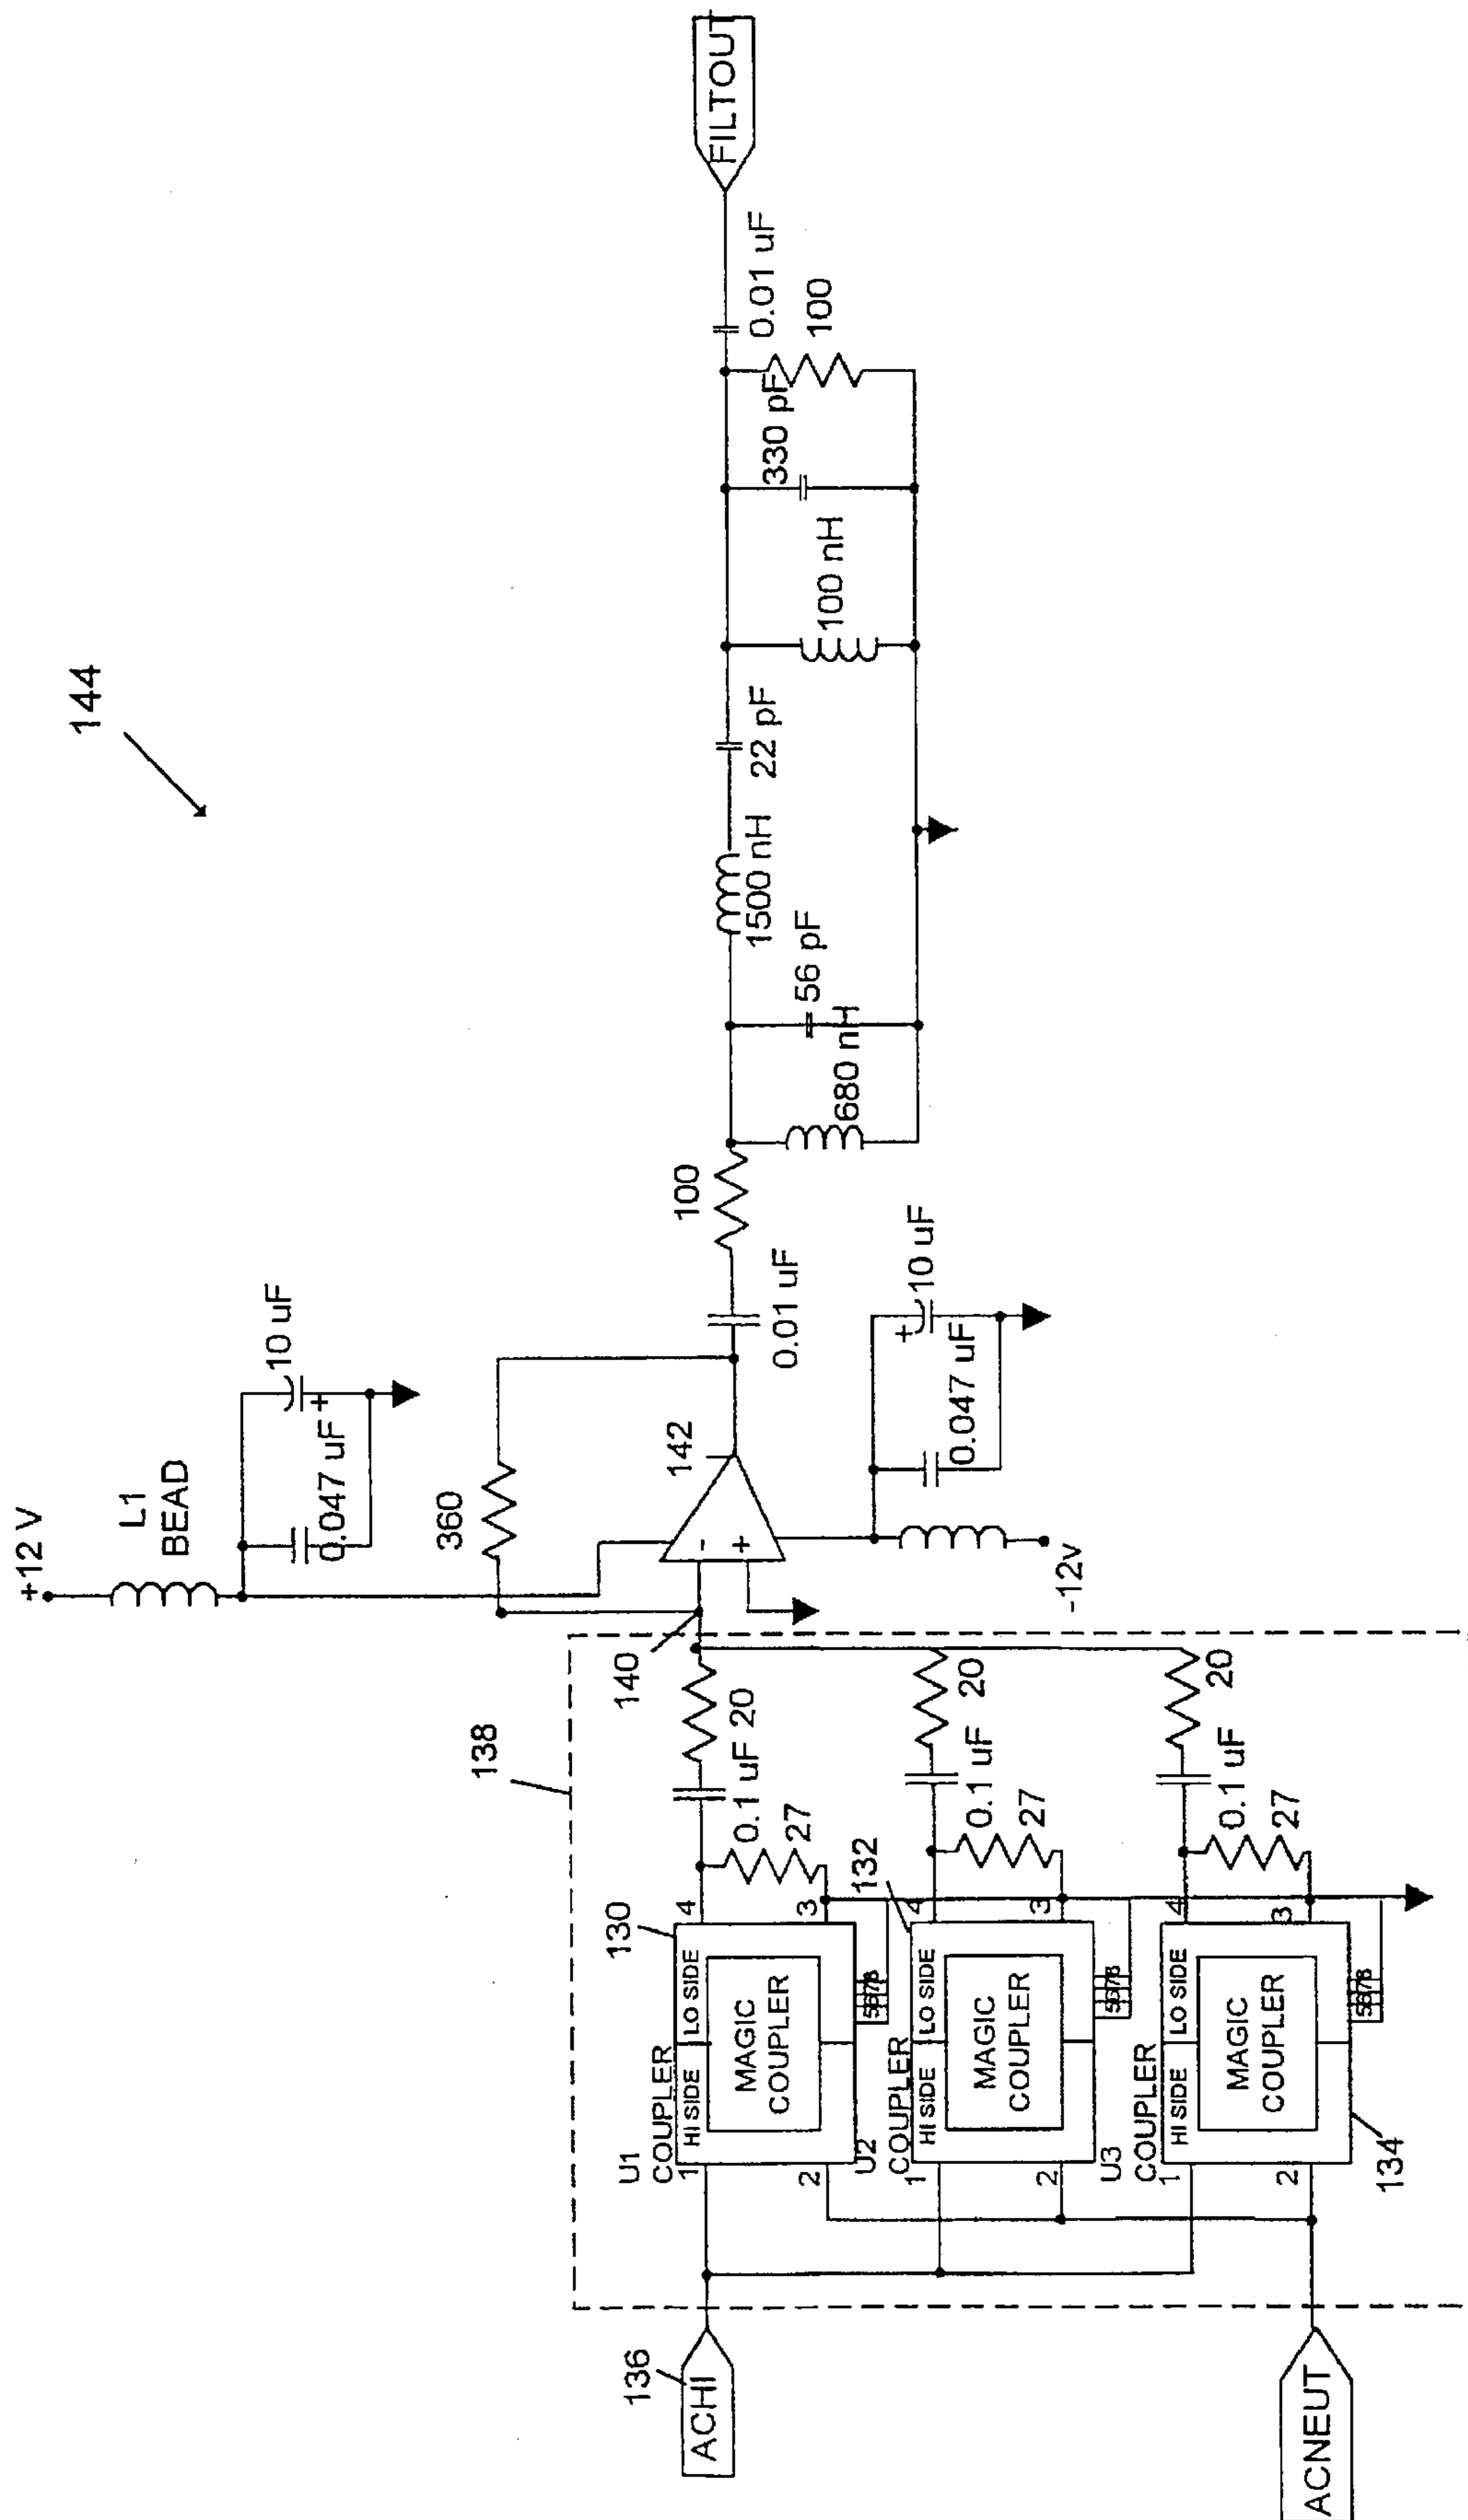 144
+12 V
L1
BEAD
10 uF
0.047 uF
360
142
-
+
140
138
-12v
+
0.047 uF
+
10 uF
0.01 uF
100
680 nH
56 pF
1500 nH
22 pF
100 nH
330 pF
100
0.01 uF
FILTOUT
136
ACHI
ACNEUT
U1
COUPLER
1
2
HI SIDE
LO SIDE
MAGIC
COUPLER
130
4
3
5678
0.1 uF
20
27
U2
COUPLER
1
2
HI SIDE
LO SIDE
MAGIC
COUPLER
132
4
3
5678
0.1 uF
20
27
U3
COUPLER
1
2
HI SIDE
LO SIDE
MAGIC
COUPLER
134
4
3
5678
0.1 uF
20
27